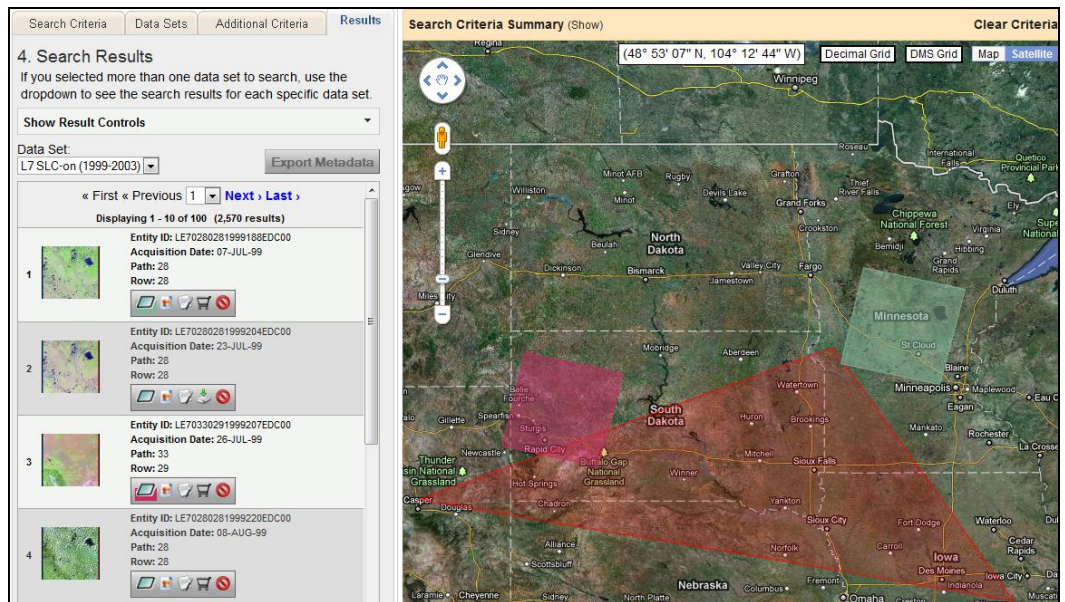 Search Criteria
Data Sets
Additional Criteria
Results
4. Search Results
If you selected more than one data set to search, use the
dropdown to see the search results for each specific data set.
Show Result Controls
Data Set:
L7 SLC-on (1999-2003)
Export Metadata
« First « Previous 1 Next › Last ›
Displaying 1 - 10 of 100 (2,570 results)
1
Entity ID: LE70280281999188EDC00
Acquisition Date: 07-JUL-99
Path: 28
Row: 28
2
Entity ID: LE70280281999204EDC00
Acquisition Date: 23-JUL-99
Path: 28
Row: 28
3
Entity ID: LE70330291999207EDC00
Acquisition Date: 26-JUL-99
Path: 33
Row: 29
4
Entity ID: LE70280281999220EDC00
Acquisition Date: 08-AUG-99
Path: 28
Row: 28
Search Criteria Summary (Show)
Clear Criteria
Regina
(48° 53' 07" N, 104° 12' 44" W)
Decimal Grid
DMS Grid
Map
Satellite
Winnipeg
Roseau
International Falls
Quetico
Provincial Park
Minot AFB
Rugby
Grafton
Thief River Falls
Williston
Minot
Devils Lake
Grand Forks
Ely
Chippewa National Forest
Crookston
Virginia
Sidney
North Dakota
Bemidji
Hibbing
Beulah
Grand Rapids
Glendive
Dickinson
Bismarck
Valley City
Jamestown
Fargo
Duluth
Miles City
Minnesota
St Cloud
Mobridge
Aberdeen
Blaine
Belle Fourche
Watertown
Minneapolis
Maplewood
Eagan
Gillette
Spearfish
South Dakota
Sturgis
Huron
Brookings
Mankato
Rochester
La Crosse
Newcastle
Rapid City
Mitchell
Sioux Falls
Thunder
Grassland
Buffalo Gap National Grassland
Hot Springs
Winner
Casper
Douglas
Chadron
Yankton
Sioux City
Fort Dodge
Waterloo
Cedar Rapids
Alliance
Scottsbluff
Norfolk
Carroll
Iowa
Des Moines
Iowa City
Indianola
Nebraska
Columbus
Fremont
Laramie
Cheyenne
Sidney
North Platte
Omaha
Creston